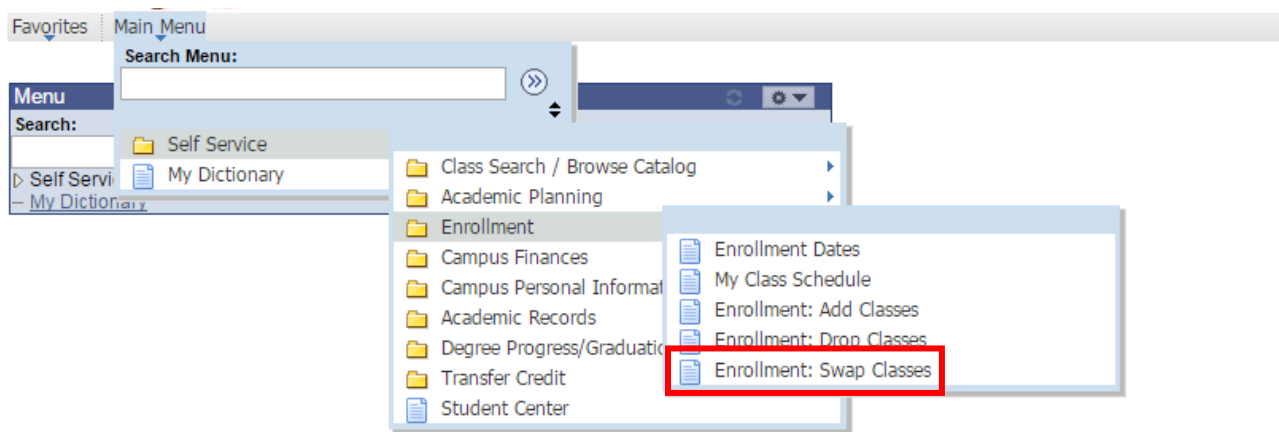 Favorites Main Menu
Search Menu:
Menu
Search:
Self Service
My Dictionary
Self Servi
My Dictionary
Class Search / Browse Catalog
Academic Planning
Enrollment
Campus Finances
Campus Personal Informat
Academic Records
Degree Progress/Graduatio
Transfer Credit
Student Center
Enrollment Dates
My Class Schedule
Enrollment: Add Classes
Enrollment: Drop Classes
Enrollment: Swap Classes